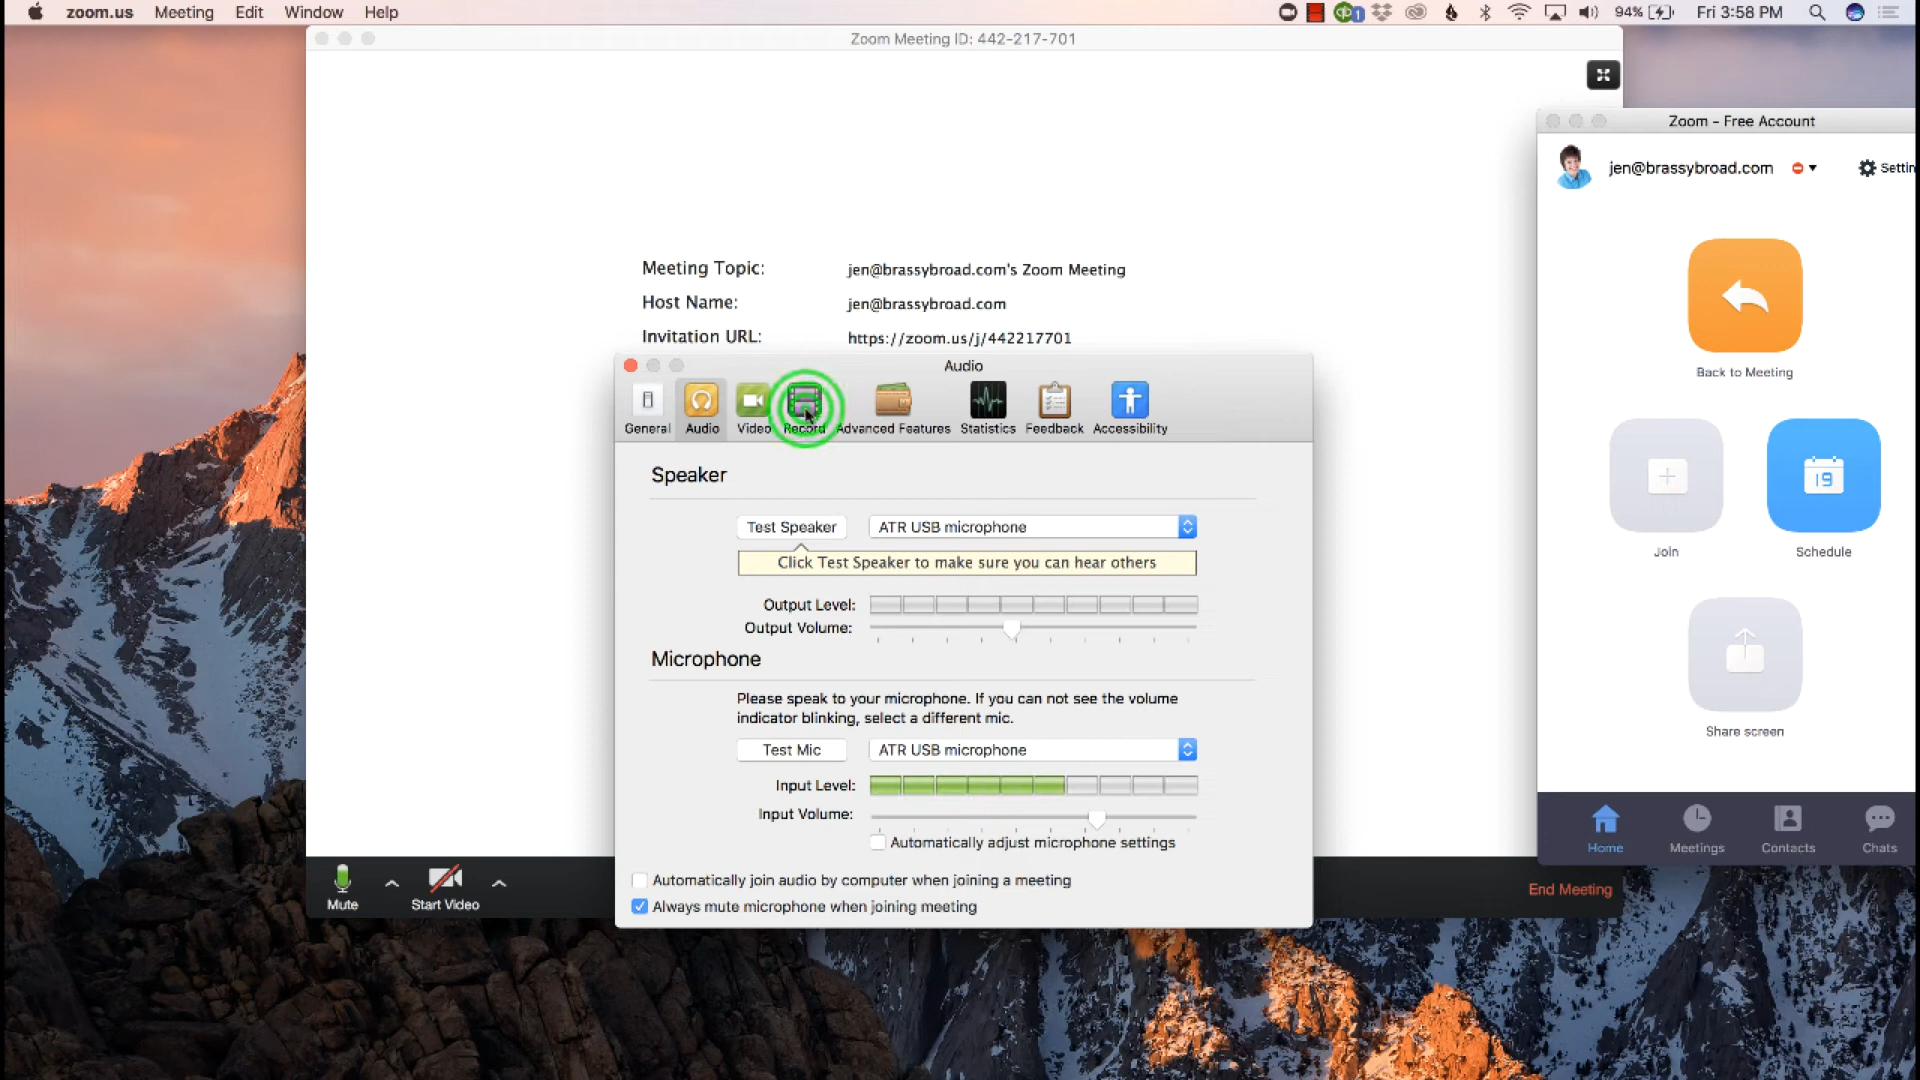 zoom.us Meeting Edit Window Help
1 94% Fri 3:58 PM
Zoom Meeting ID: 442-217-701
Zoom - Free Account
jen@brassybroad.com
Settin
Back to Meeting
Join
19
Schedule
Share screen
Home Meetings Contacts Chats
Meeting Topic: jen@brassybroad.com's Zoom Meeting
Host Name: jen@brassybroad.com
Invitation URL: https://zoom.us/j/442217701
Audio
General Audio Video Record Advanced Features Statistics Feedback Accessibility
Speaker
Test Speaker ATR USB microphone
Click Test Speaker to make sure you can hear others
Output Level:
Output Volume:
Microphone
Please speak to your microphone. If you can not see the volume
indicator blinking, select a different mic.
Test Mic ATR USB microphone
Input Level:
Input Volume:
Automatically adjust microphone settings
Automatically join audio by computer when joining a meeting
Always mute microphone when joining meeting
Mute Start Video End Meeting